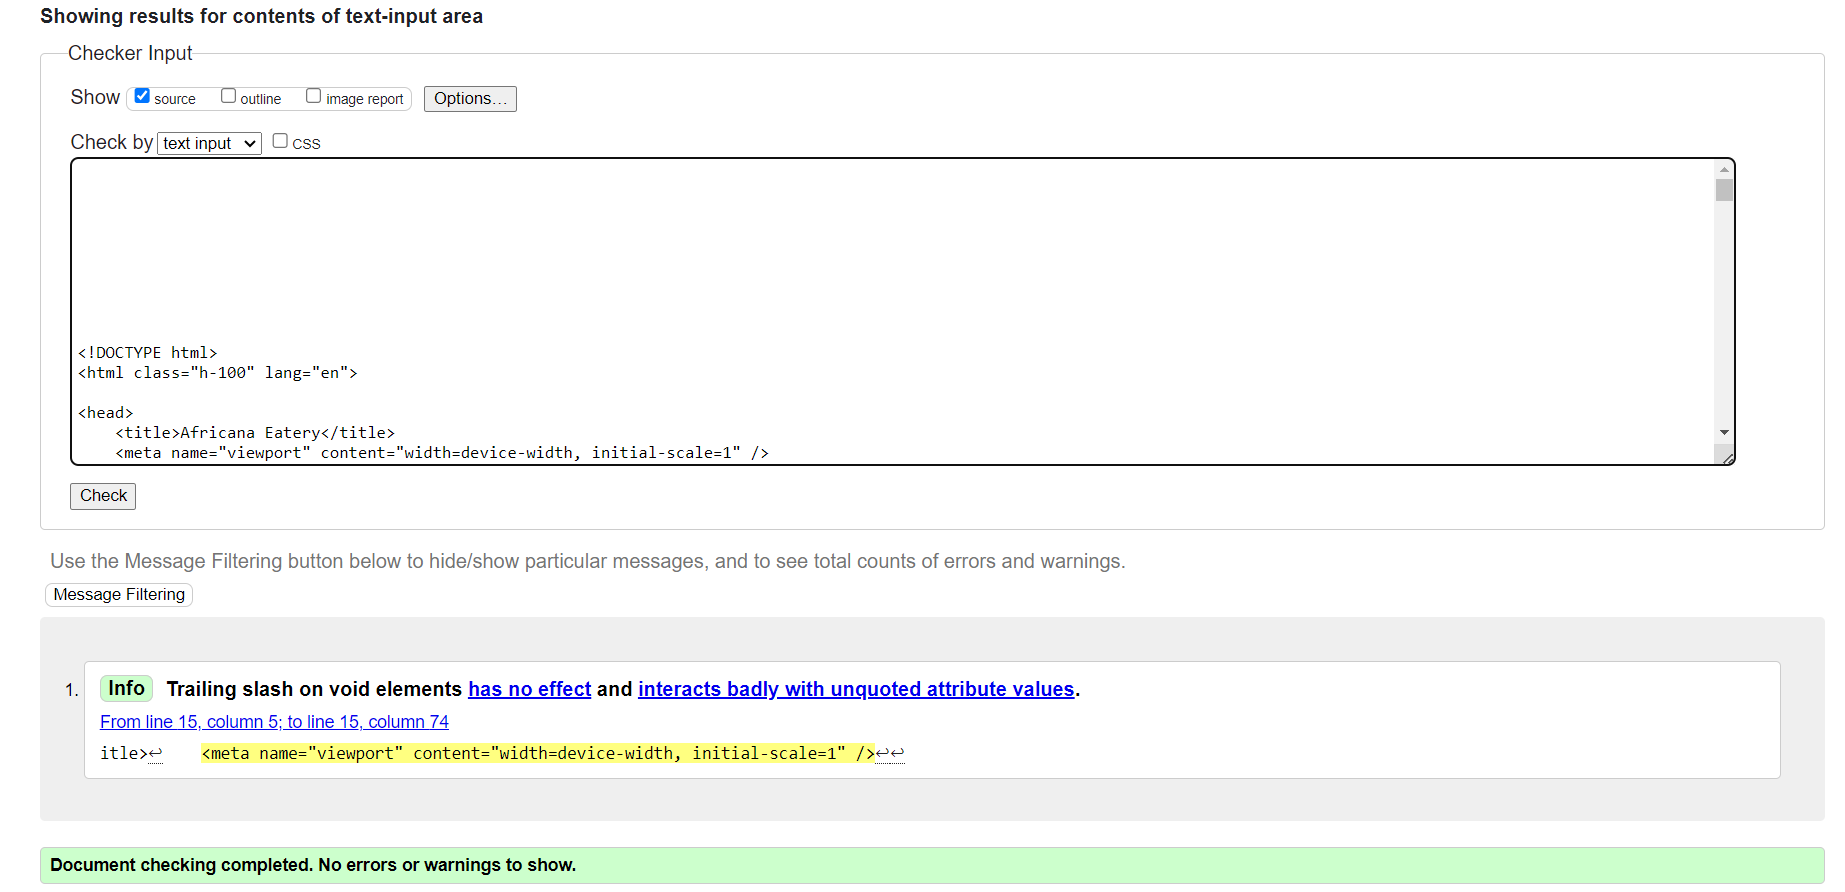 Showing results for contents of text-input area
Checker Input
Show source outline image report Options…
Check by text input CSS
<!DOCTYPE html>
<html class="h-100" lang="en">
<head>
<title>Africana Eatery</title>
<meta name="viewport" content="width=device-width, initial-scale=1" />
Check
Use the Message Filtering button below to hide/show particular messages, and to see total counts of errors and warnings.
Message Filtering
1. Info Trailing slash on void elements has no effect and interacts badly with unquoted attribute values.
From line 15, column 5; to line 15, column 74
itle>↩ <meta name="viewport" content="width=device-width, initial-scale=1" />↩↩
Document checking completed. No errors or warnings to show.